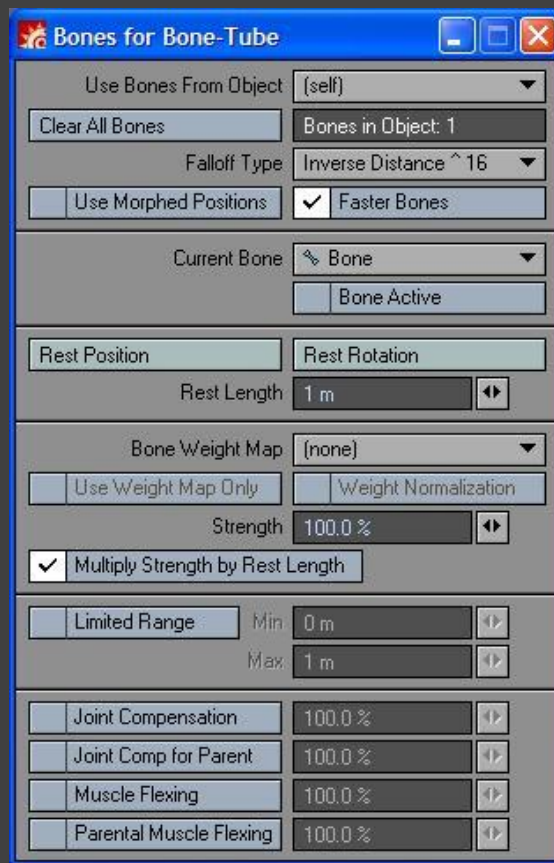 Bones for Bone-Tube
Use Bones From Object (self)
Clear All Bones Bones in Object: 1
Falloff Type Inverse Distance ^ 16
Use Morphed Positions Faster Bones
Current Bone Bone
Bone Active
Rest Position Rest Rotation
Rest Length 1 m
Bone Weight Map (none)
Use Weight Map Only Weight Normalization
Strength 100.0 %
Multiply Strength by Rest Length
Limited Range Min 0 m
Max 1 m
Joint Compensation 100.0 %
Joint Comp for Parent 100.0 %
Muscle Flexing 100.0 %
Parental Muscle Flexing 100.0 %